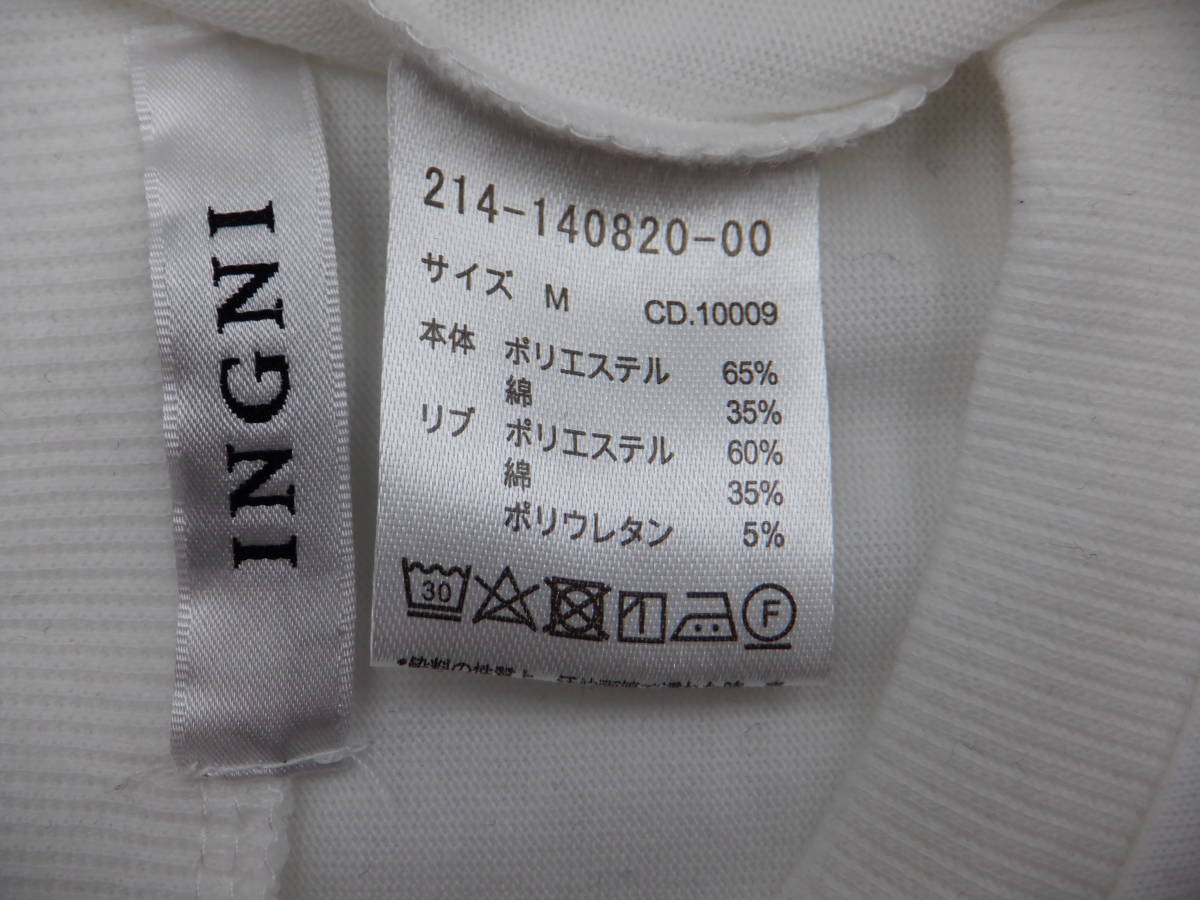 INGNI
214-140820-00
サイズ M CD.10009
本体 ポリエステル 65%
綿 35%
リブ ポリエステル 60%
綿 35%
ポリウレタン 5%
30 F